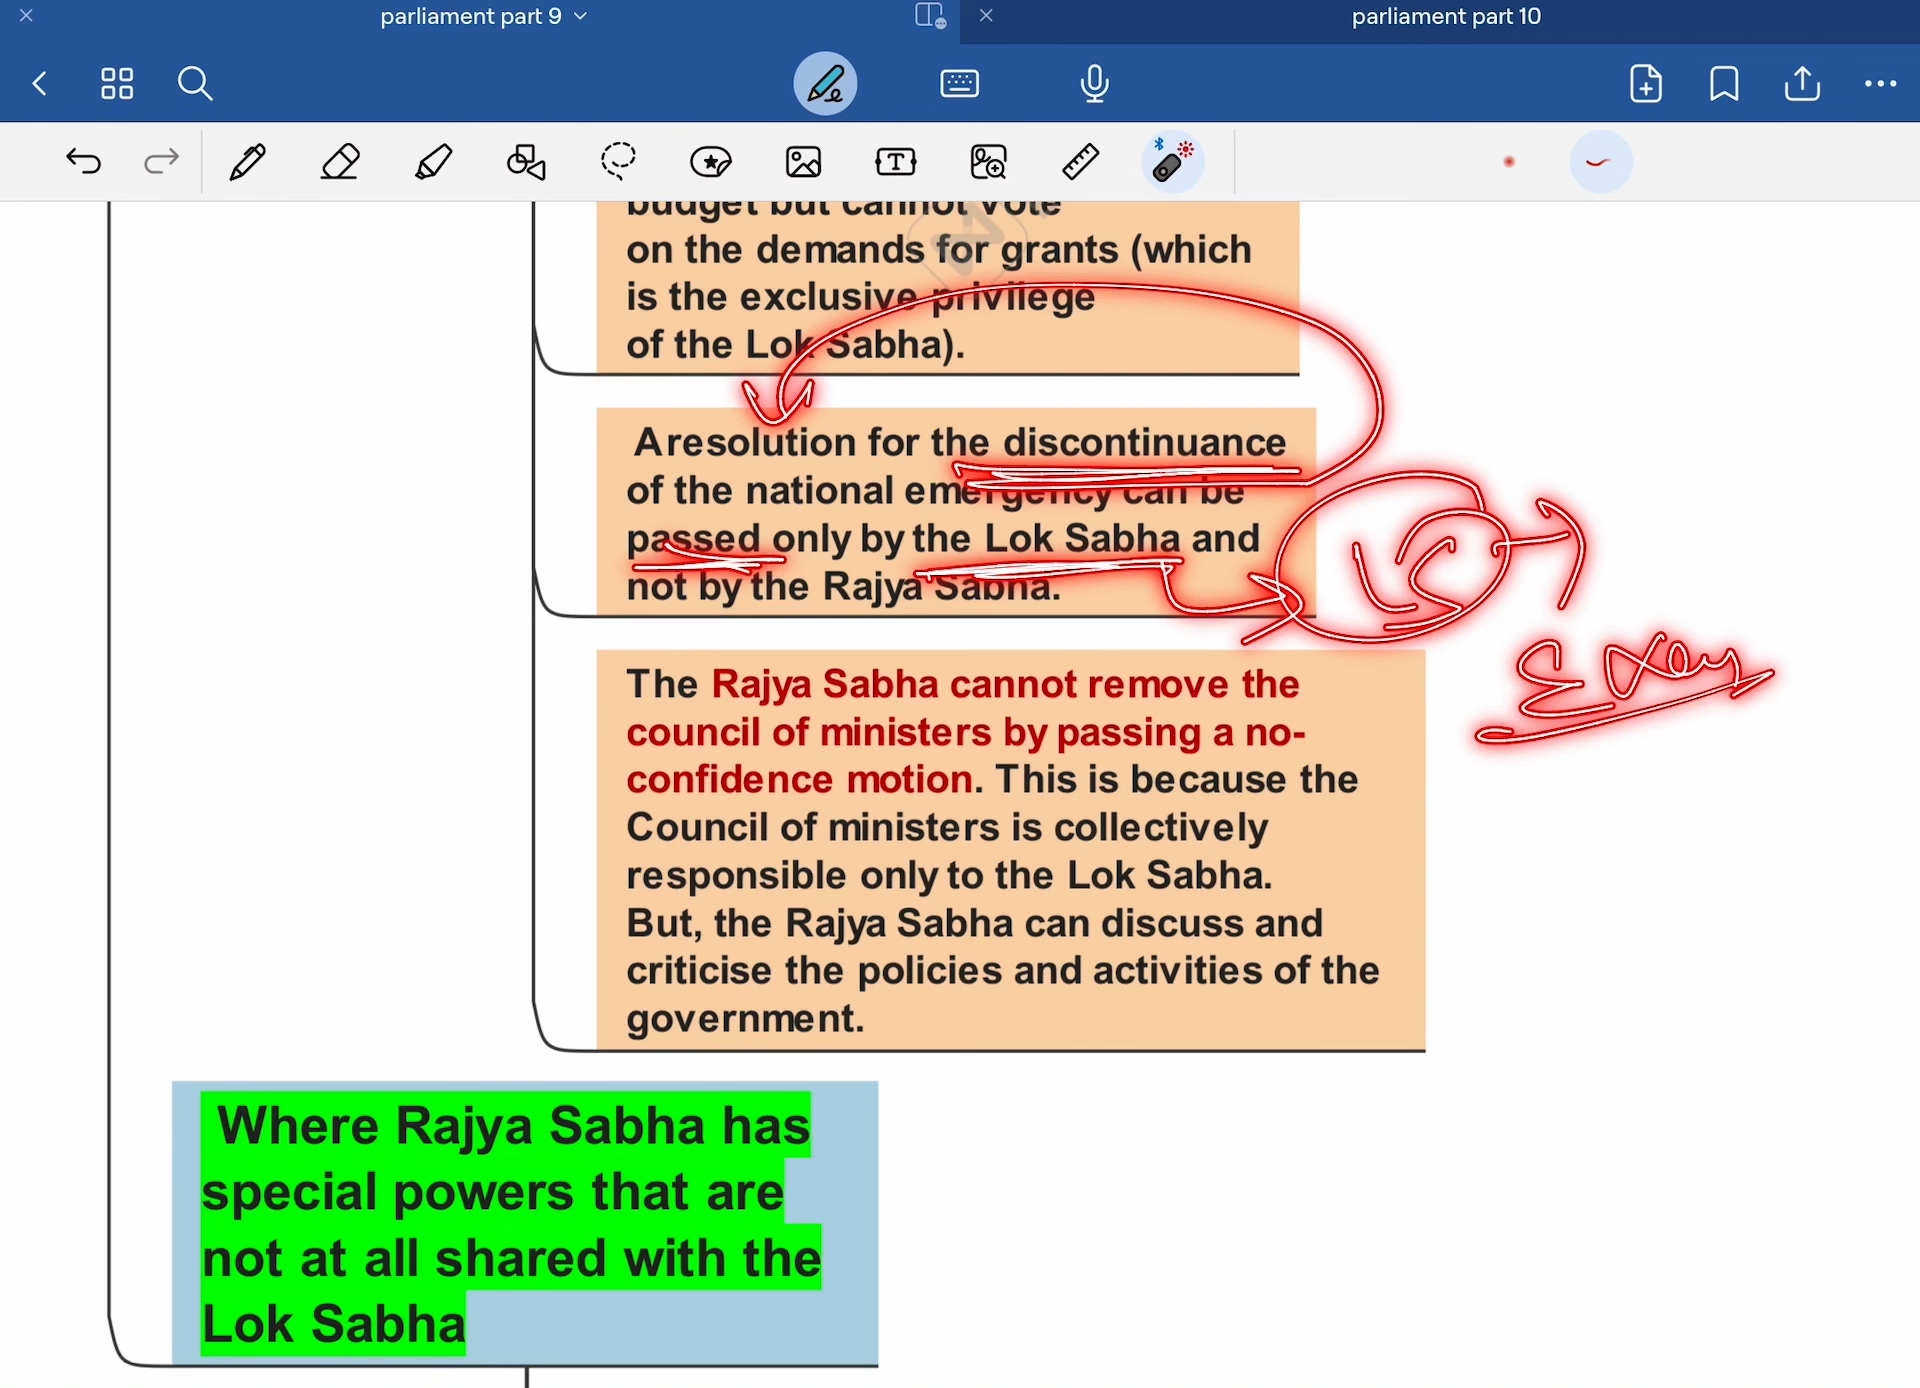 parliament part 9
parliament part 10
budget but cannot vote
on the demands for grants (which
is the exclusive privilege
of the Lok Sabha).
A resolution for the discontinuance
of the national emergency can be
passed only by the Lok Sabha and
not by the Rajya Sabha.
LS
The Rajya Sabha cannot remove the
council of ministers by passing a no-
confidence motion. This is because the
Council of ministers is collectively
responsible only to the Lok Sabha.
But, the Rajya Sabha can discuss and
criticise the policies and activities of the
government.
Where Rajya Sabha has
special powers that are
not at all shared with the
Lok Sabha